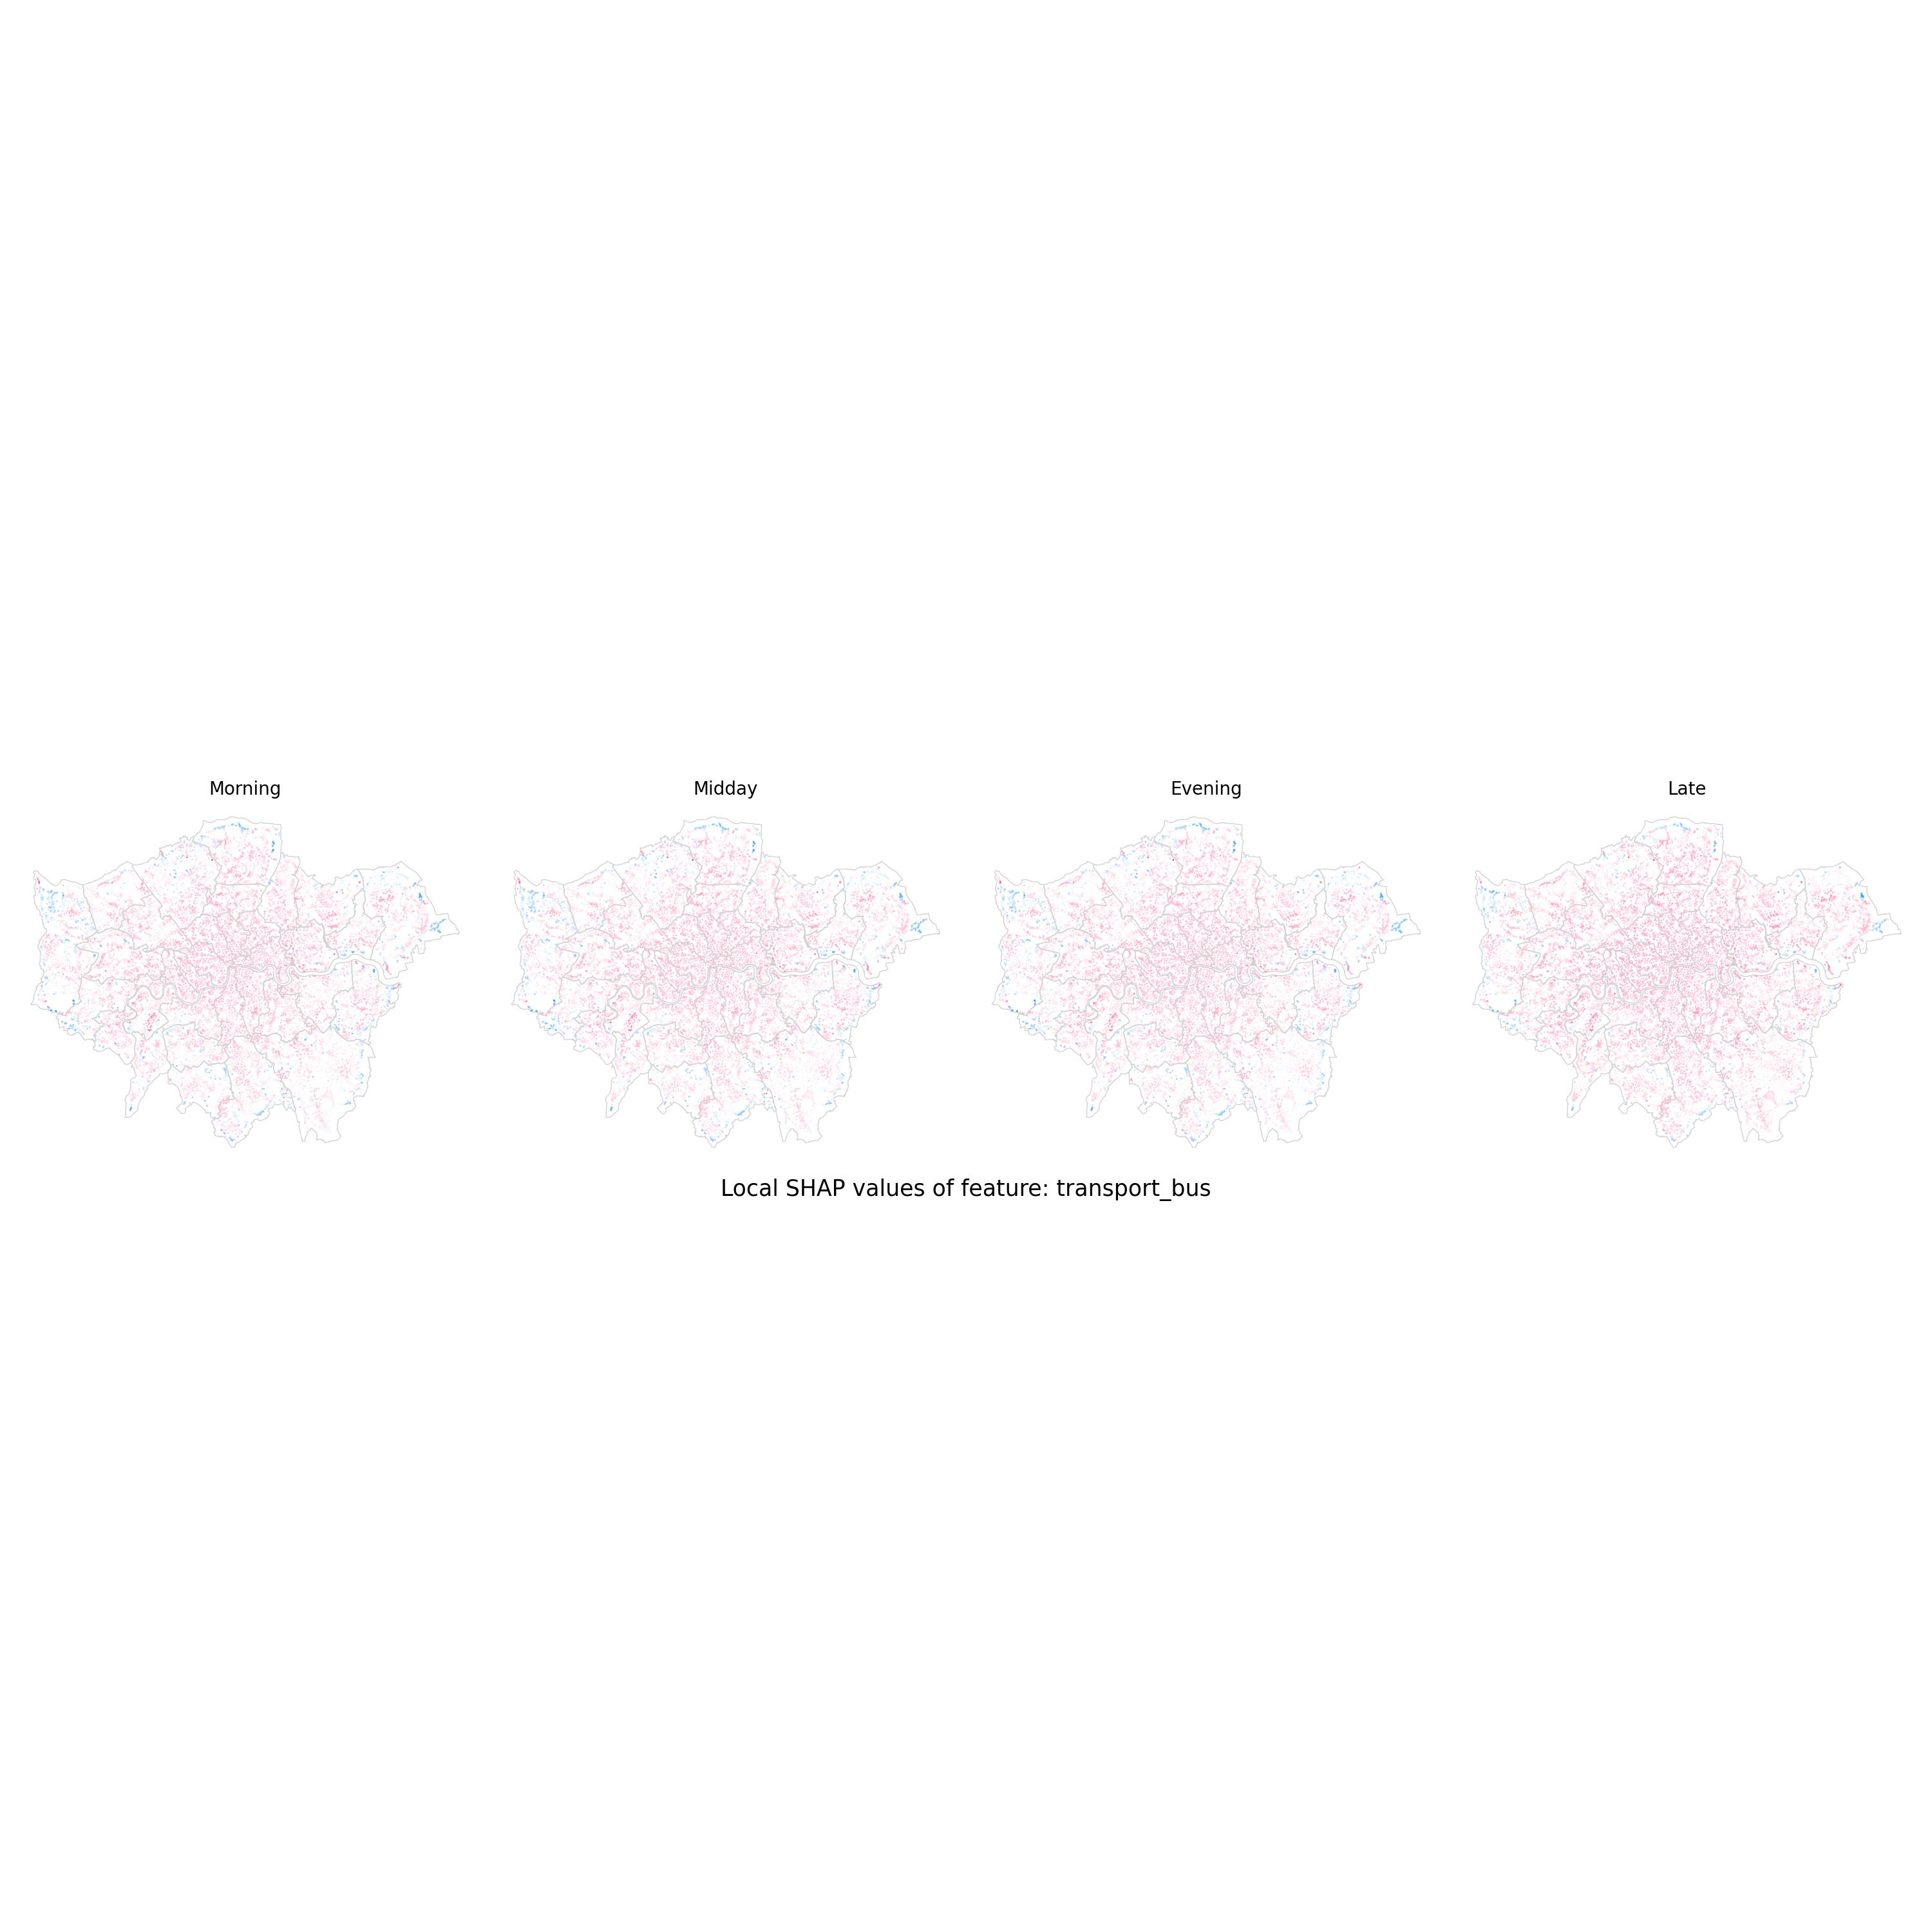 Morning
Midday
Evening
Late
Local SHAP values of feature: transport_bus